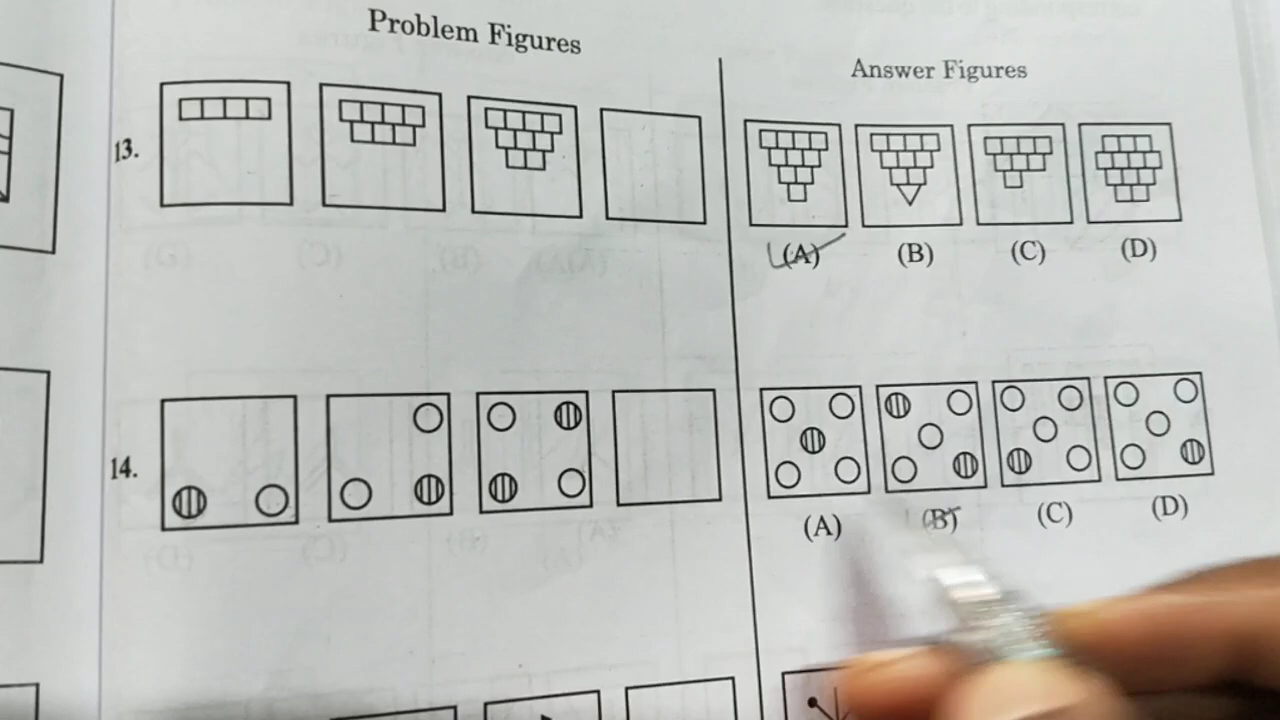 Problem Figures
Answer Figures
13.
(A)
(B)
(C)
(D)
14.
(A)
(B)
(C)
(D)